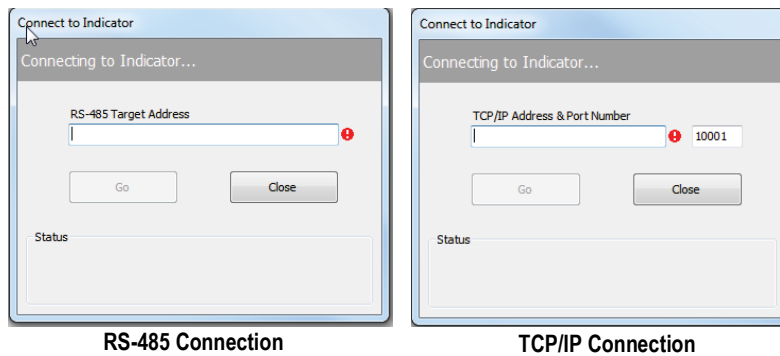 Connect to Indicator
Connecting to Indicator...
RS-485 Target Address
Go
Close
Status
RS-485 Connection
Connect to Indicator
Connecting to Indicator...
TCP/IP Address & Port Number
10001
Go
Close
Status
TCP/IP Connection